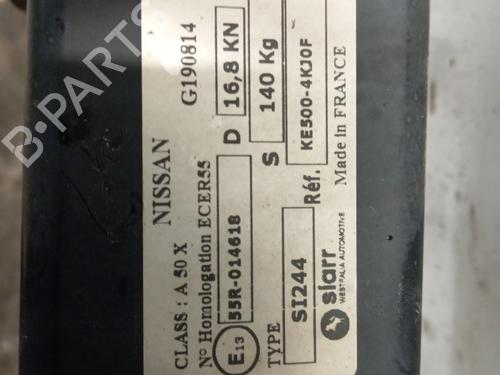 CLASS : A 50 X
NISSAN
G190814
N° Homologation ECER55
E13
55R-014618
D
16,8 KN
S
140 Kg
TYPE
SI244
Réf.
KE500-4KJ0F
siarr
WESTFALIA AUTOMOTIVE
Made in FRANCE
B-PARTS